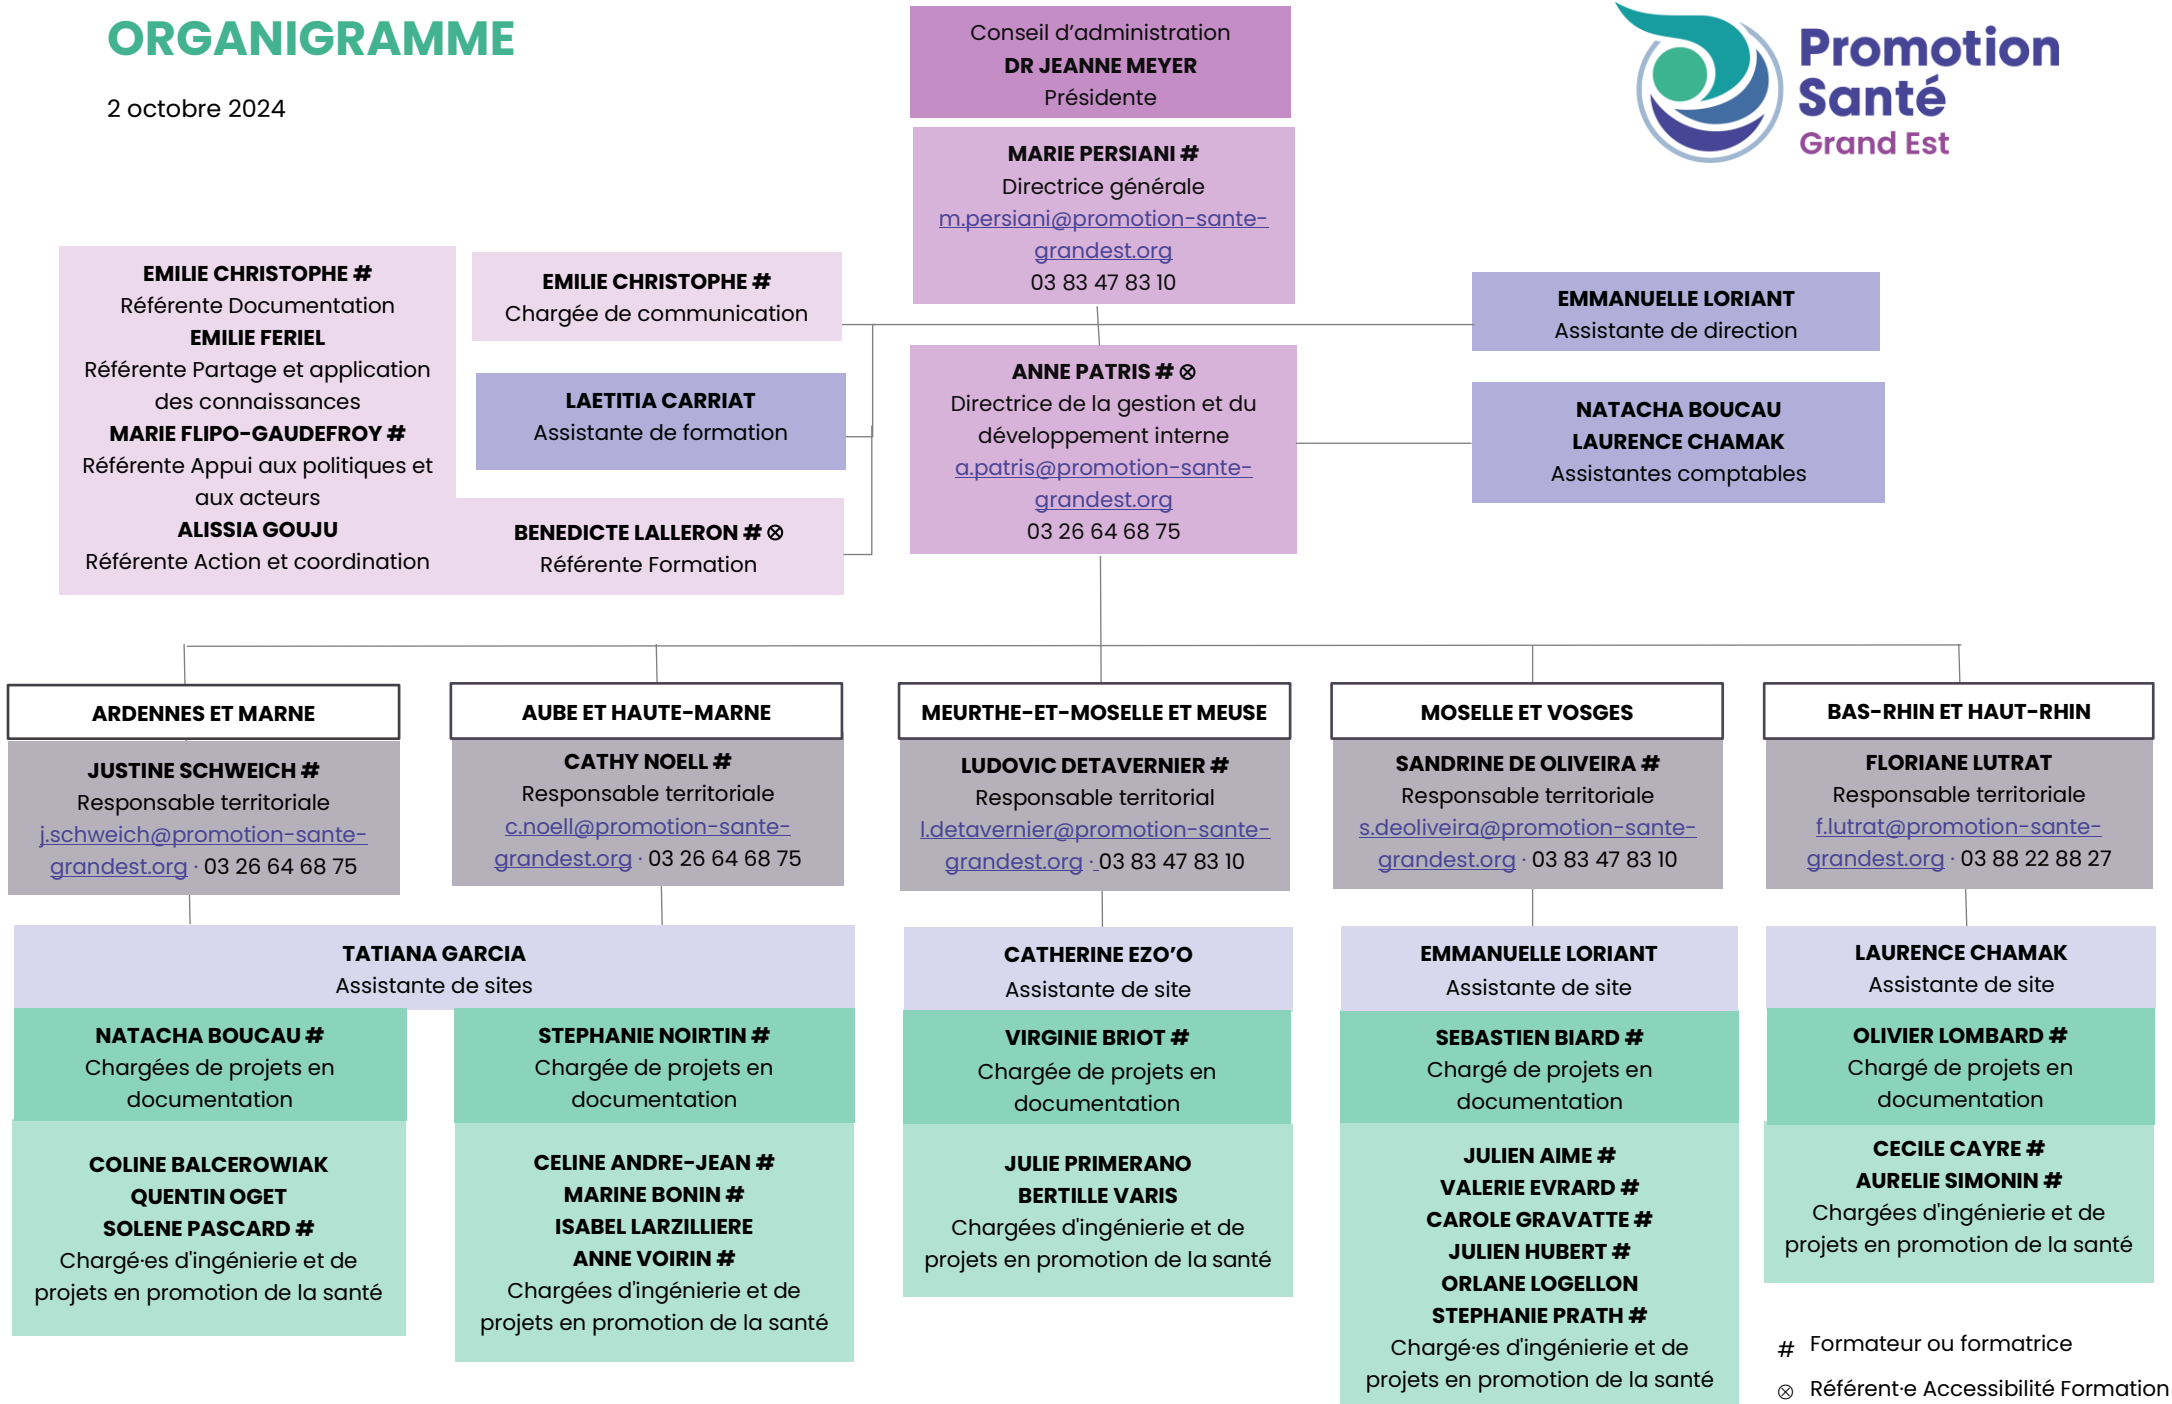 ORGANIGRAMME
2 octobre 2024
Conseil d’administration
DR JEANNE MEYER
Présidente
Promotion
Santé
Grand Est
MARIE PERSIANI #
Directrice générale
m.persiani@promotion-sante-
grandest.org
03 83 47 83 10
EMILIE CHRISTOPHE #
Référente Documentation
EMILIE FERIEL
Référente Partage et application
des connaissances
MARIE FLIPO-GAUDEFROY #
Référente Appui aux politiques et
aux acteurs
ALISSIA GOUJU
Référente Action et coordination
EMILIE CHRISTOPHE #
Chargée de communication
LAETITIA CARRIAT
Assistante de formation
BENEDICTE LALLERON # ⊗
Référente Formation
ANNE PATRIS # ⊗
Directrice de la gestion et du
développement interne
a.patris@promotion-sante-
grandest.org
03 26 64 68 75
EMMANUELLE LORIANT
Assistante de direction
NATACHA BOUCAU
LAURENCE CHAMAK
Assistantes comptables
ARDENNES ET MARNE
JUSTINE SCHWEICH #
Responsable territoriale
j.schweich@promotion-sante-
grandest.org · 03 26 64 68 75
AUBE ET HAUTE-MARNE
CATHY NOELL #
Responsable territoriale
c.noell@promotion-sante-
grandest.org · 03 26 64 68 75
MEURTHE-ET-MOSELLE ET MEUSE
LUDOVIC DETAVERNIER #
Responsable territorial
l.detavernier@promotion-sante-
grandest.org · 03 83 47 83 10
MOSELLE ET VOSGES
SANDRINE DE OLIVEIRA #
Responsable territoriale
s.deoliveira@promotion-sante-
grandest.org · 03 83 47 83 10
BAS-RHIN ET HAUT-RHIN
FLORIANE LUTRAT
Responsable territoriale
f.lutrat@promotion-sante-
grandest.org · 03 88 22 88 27
TATIANA GARCIA
Assistante de sites
NATACHA BOUCAU #
Chargées de projets en
documentation
COLINE BALCEROWIAK
QUENTIN OGET
SOLENE PASCARD #
Chargé·es d'ingénierie et de
projets en promotion de la santé
STEPHANIE NOIRTIN #
Chargée de projets en
documentation
CELINE ANDRE-JEAN #
MARINE BONIN #
ISABEL LARZILLIERE
ANNE VOIRIN #
Chargées d'ingénierie et de
projets en promotion de la santé
CATHERINE EZO’O
Assistante de site
VIRGINIE BRIOT #
Chargée de projets en
documentation
JULIE PRIMERANO
BERTILLE VARIS
Chargées d'ingénierie et de
projets en promotion de la santé
EMMANUELLE LORIANT
Assistante de site
SEBASTIEN BIARD #
Chargé de projets en
documentation
JULIEN AIME #
VALERIE EVRARD #
CAROLE GRAVATTE #
JULIEN HUBERT #
ORLANE LOGELLON
STEPHANIE PRATH #
Chargé·es d'ingénierie et de
projets en promotion de la santé
LAURENCE CHAMAK
Assistante de site
OLIVIER LOMBARD #
Chargé de projets en
documentation
CECILE CAYRE #
AURELIE SIMONIN #
Chargées d'ingénierie et de
projets en promotion de la santé
# Formateur ou formatrice
⊗ Référent·e Accessibilité Formation